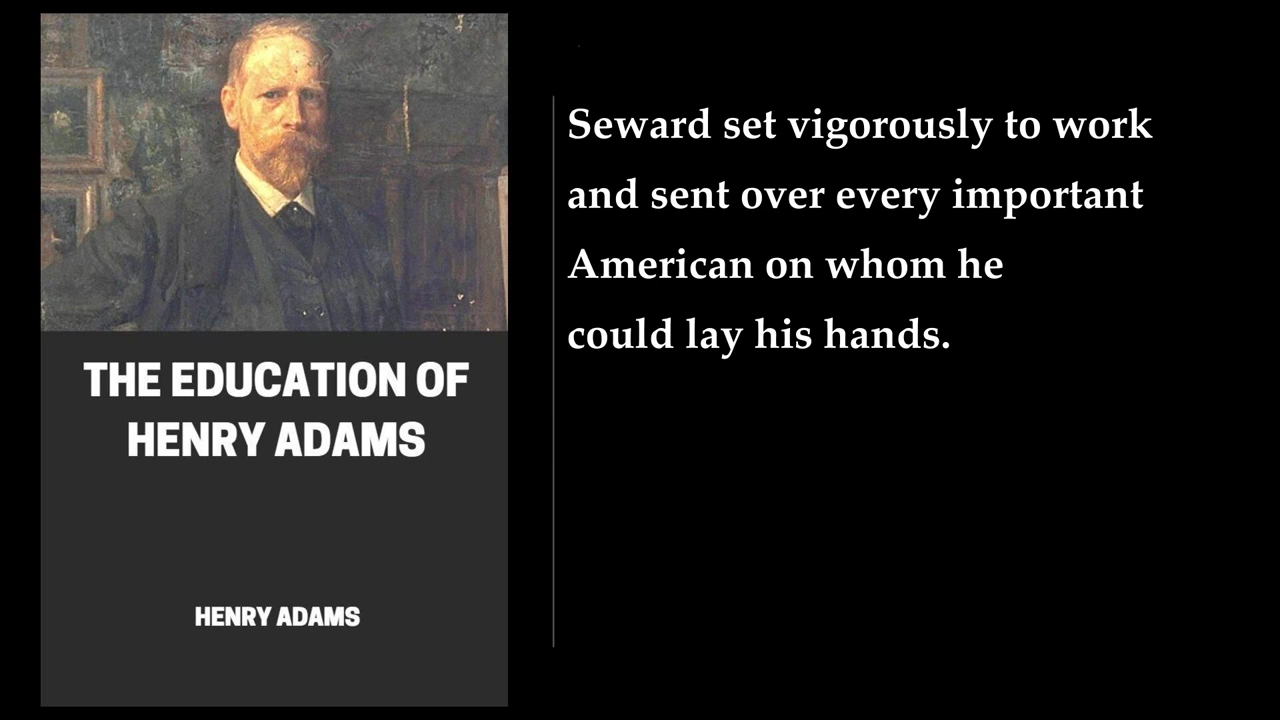 THE EDUCATION OF
HENRY ADAMS
HENRY ADAMS
Seward set vigorously to work
and sent over every important
American on whom he
could lay his hands.